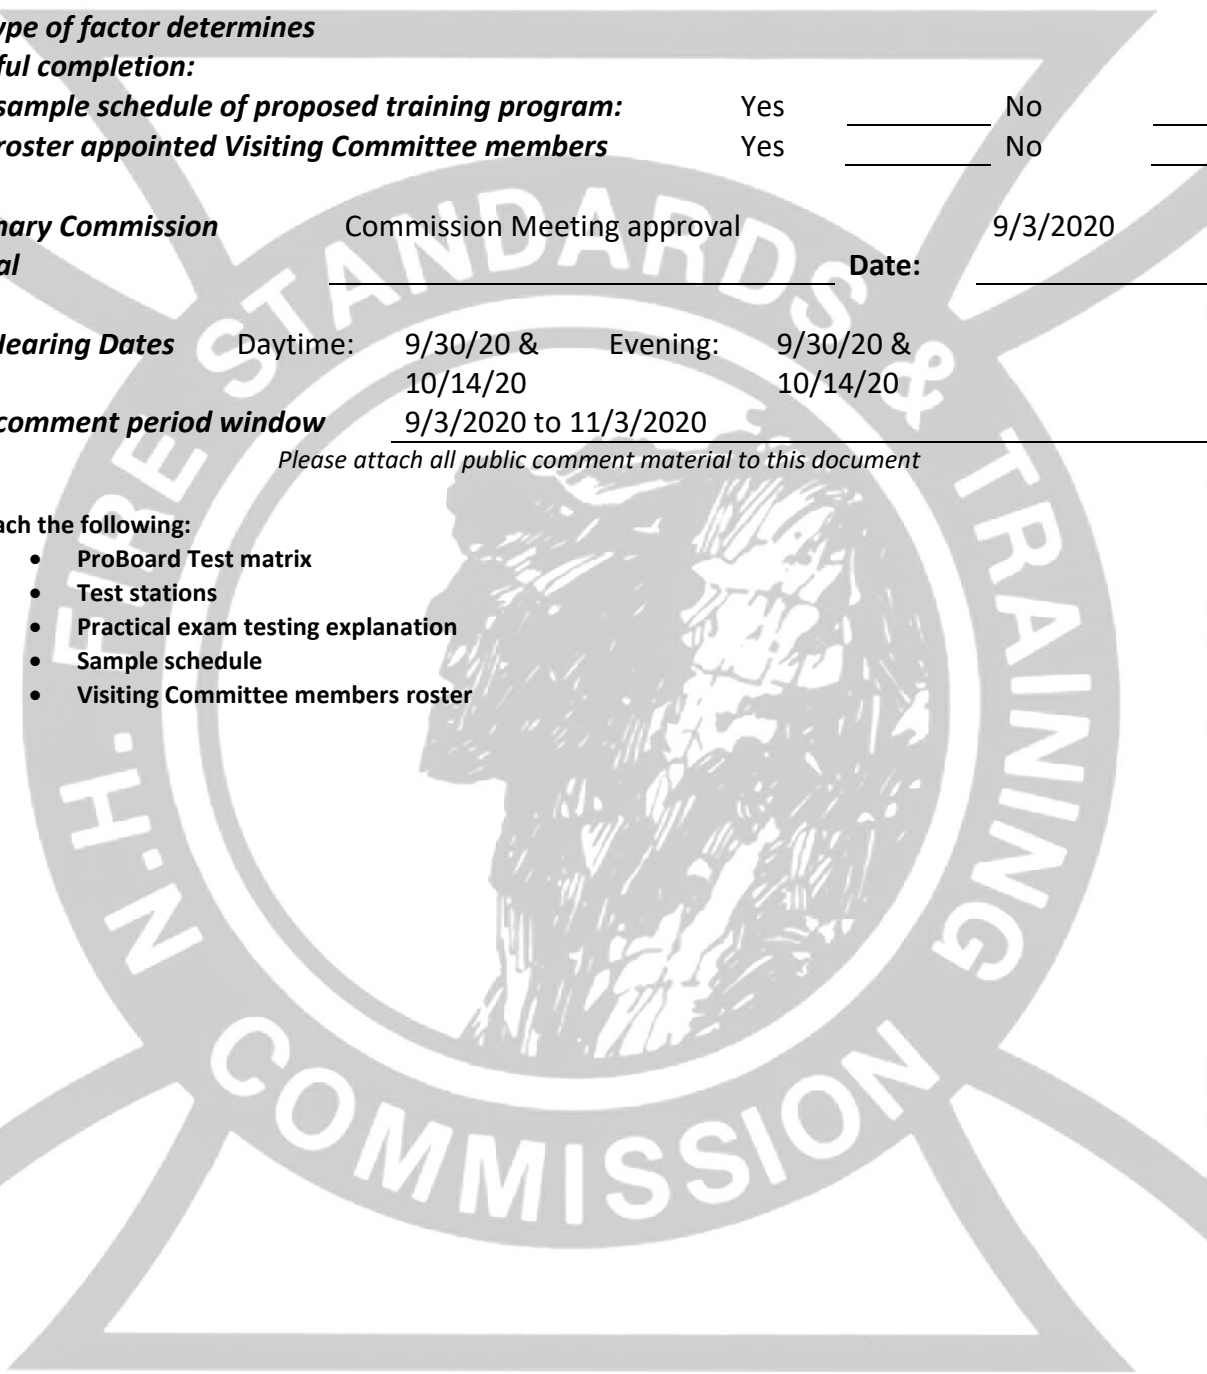 ype of factor determines
ful completion:
sample schedule of proposed training program: Yes No
roster appointed Visiting Committee members Yes No
nary Commission Commission Meeting approval 9/3/2020
al Date:
Hearing Dates Daytime: 9/30/20 & Evening: 9/30/20 &
10/14/20 10/14/20
comment period window 9/3/2020 to 11/3/2020
Please attach all public comment material to this document
ach the following:
• ProBoard Test matrix
• Test stations
• Practical exam testing explanation
• Sample schedule
• Visiting Committee members roster
N.H. FIRE STANDARDS & TRAINING
COMMISSION